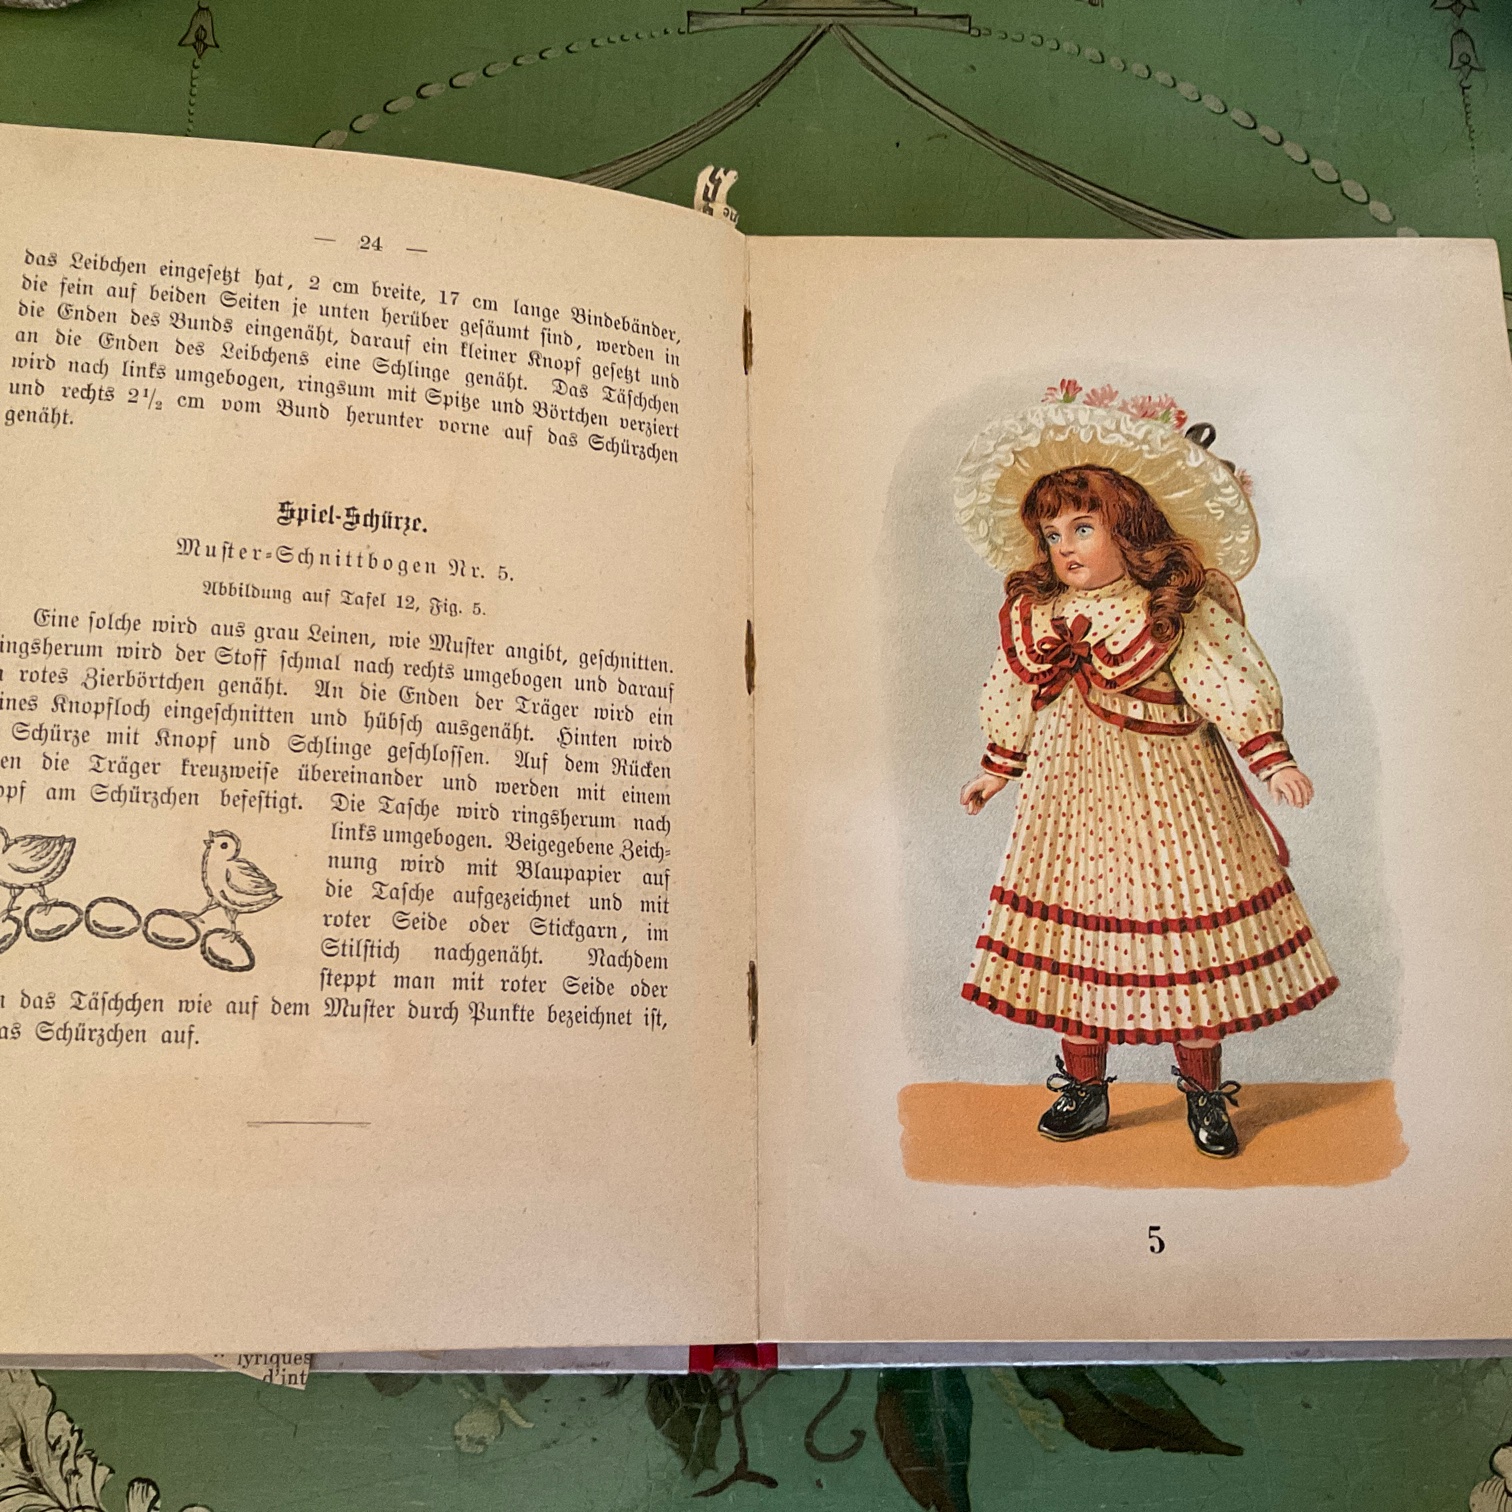 — 24 —
das Leibchen eingeſetzt hat, 2 cm breite, 17 cm lange Bindebänder,
die fein auf beiden Seiten je unten herüber geſäumt ſind, werden in
die Enden des Bunds eingenäht, darauf ein kleiner Knopf geſetzt und
an die Enden des Leibchens eine Schlinge genäht. Das Täſchchen
wird nach links umgebogen, ringsum mit Spitze und Börtchen verziert
und rechts 2½ cm vom Bund herunter vorne auf das Schürzchen
genäht.
Spiel-Schürze.
Muſter-Schnittbogen Nr. 5.
Abbildung auf Tafel 12, Fig. 5.
Eine ſolche wird aus grau Leinen, wie Muſter angibt, geſchnitten.
ingsherum wird der Stoff ſchmal nach rechts umgebogen und darauf
rotes Zierbörtchen genäht. An die Enden der Träger wird ein
ines Knopfloch eingeſchnitten und hübſch ausgenäht. Hinten wird
Schürze mit Knopf und Schlinge geſchloſſen. Auf dem Rücken
en die Träger kreuzweiſe übereinander und werden mit einem
opf am Schürzchen befeſtigt. Die Taſche wird ringsherum nach
links umgebogen. Beigegebene Zeich-
nung wird mit Blaupapier auf
die Taſche aufgezeichnet und mit
roter Seide oder Stickgarn, im
Stilſtich nachgenäht. Nachdem
ſteppt man mit roter Seide oder
das Täſchchen wie auf dem Muſter durch Punkte bezeichnet iſt,
as Schürzchen auf.
5
lyriques
d'int